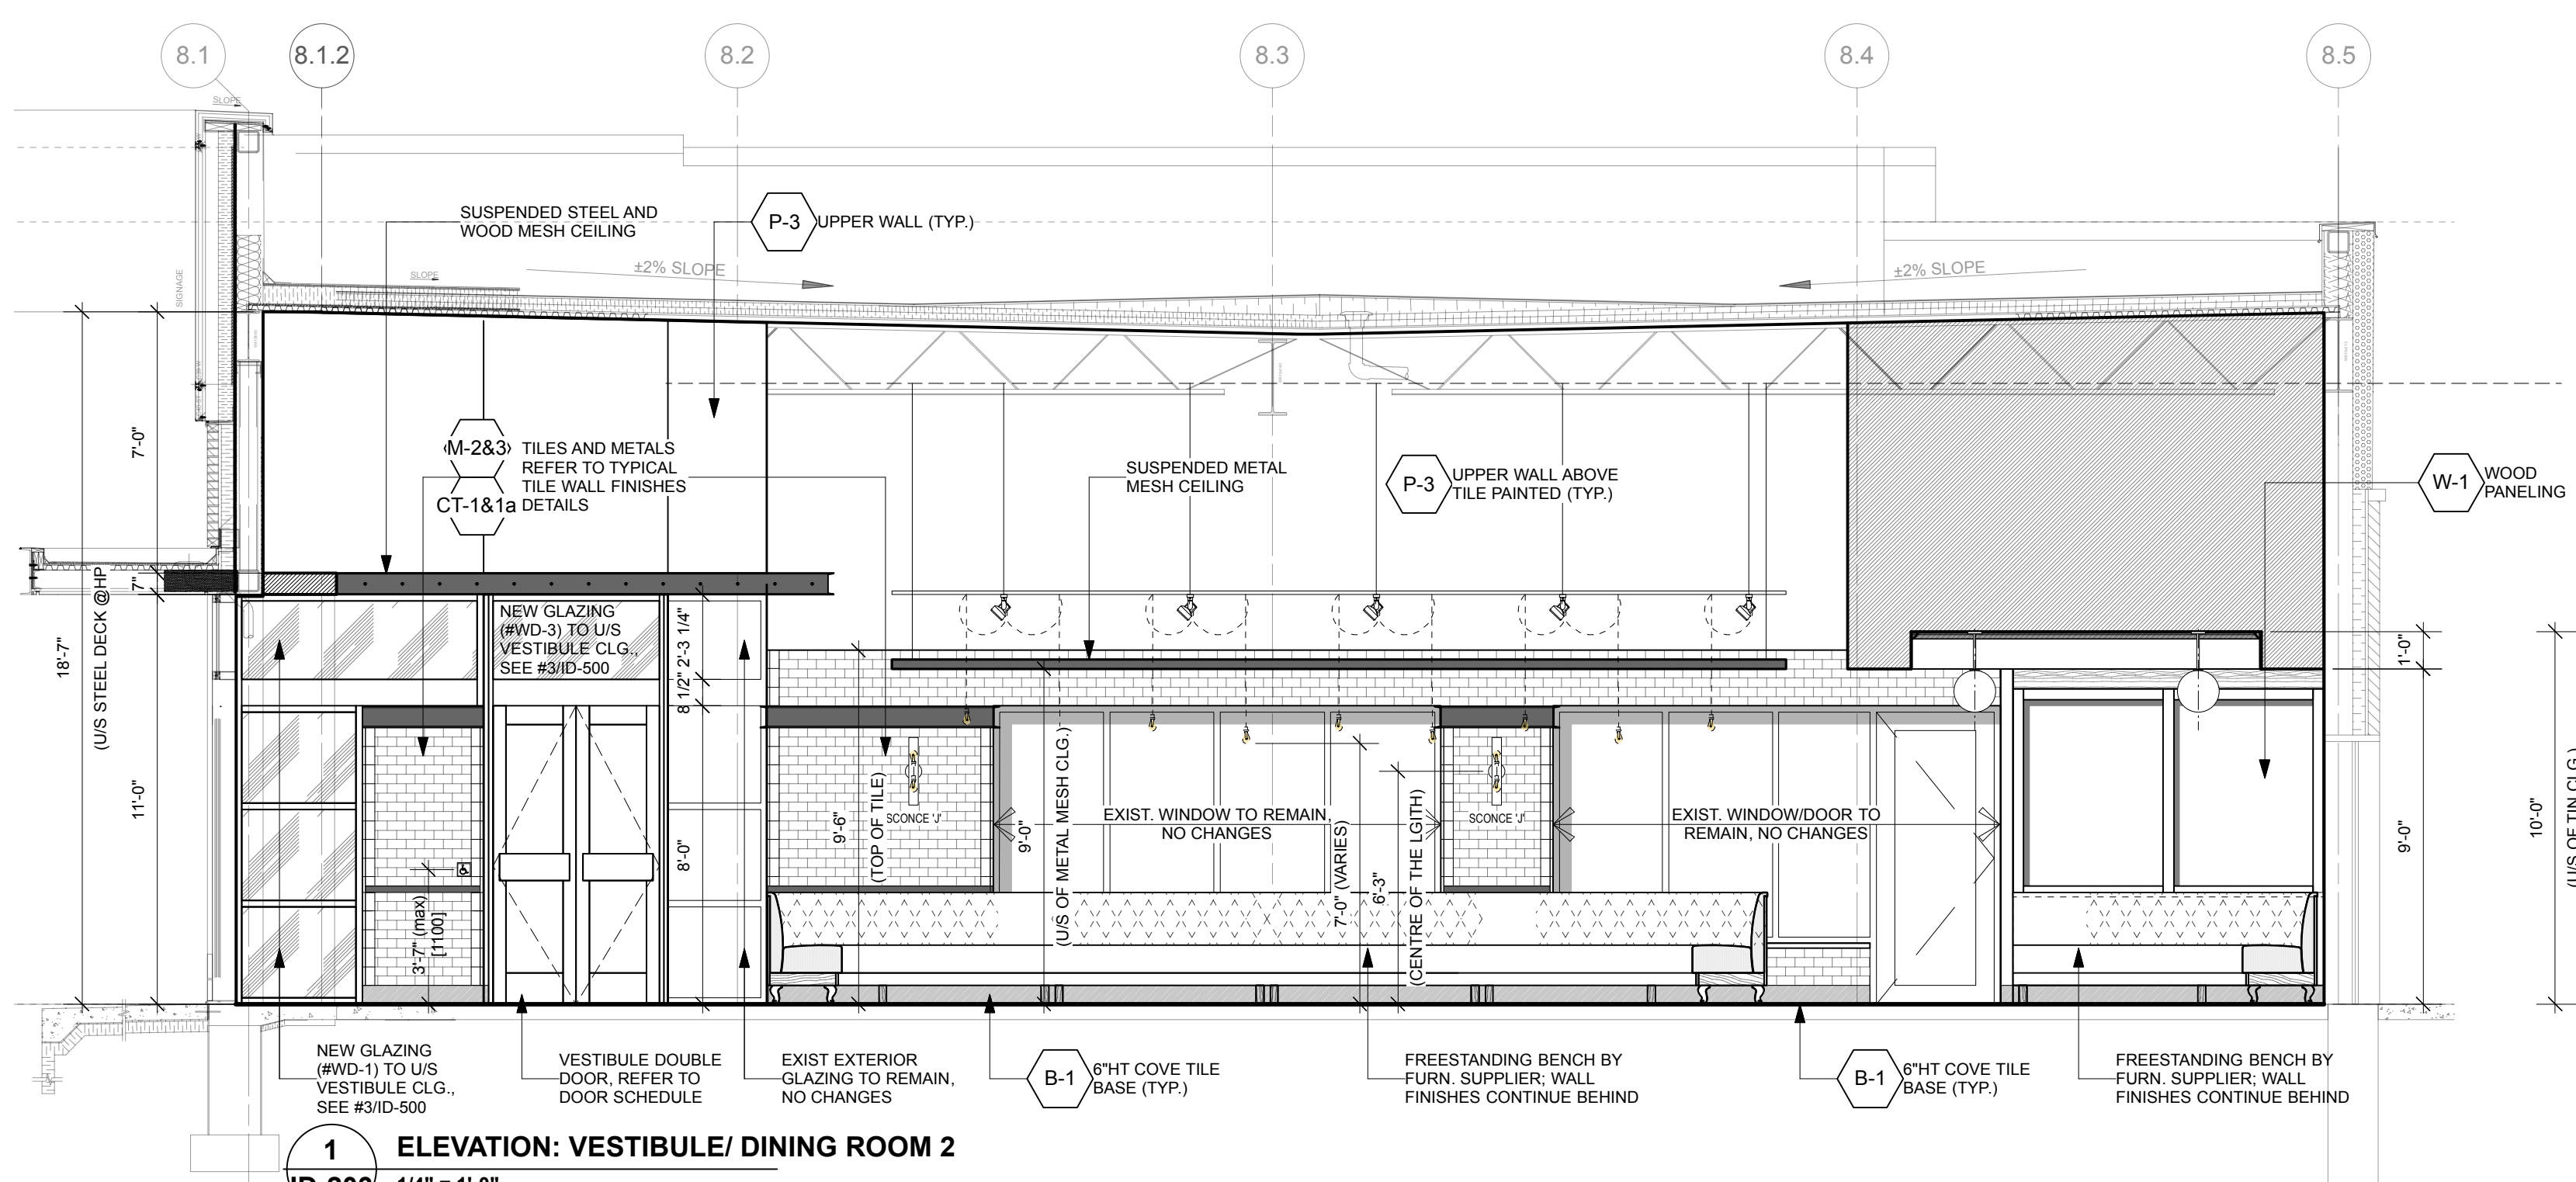 8.1
8.1.2
8.2
8.3
8.4
8.5
SLOPE
SUSPENDED STEEL AND
WOOD MESH CEILING
P-3
UPPER WALL (TYP.)
SIGNAGE
SLOPE
±2% SLOPE
±2% SLOPE
18'-7"
(U/S STEEL DECK @HP
7'-0"
7"
11'-0"
M-2&3
CT-1&1a
TILES AND METALS
REFER TO TYPICAL
TILE WALL FINISHES
DETAILS
SUSPENDED METAL
MESH CEILING
P-3
UPPER WALL ABOVE
TILE PAINTED (TYP.)
W-1
WOOD
PANELING
NEW GLAZING
(#WD-3) TO U/S
VESTIBULE CLG.,
SEE #3/ID-500
2'-3 1/4"
8 1/2"
8'-0"
3'-7" (max)
[1100]
9'-6"
(TOP OF TILE)
SCONCE 'J'
9'-0"
(U/S OF METAL MESH CLG.)
EXIST. WINDOW TO REMAIN,
NO CHANGES
7'-0" (VARIES)
6'-3"
(CENTRE OF THE LGITH)
SCONCE 'J'
EXIST. WINDOW/DOOR TO
REMAIN, NO CHANGES
1'-0"
9'-0"
10'-0"
(U/S OF TIN CLG.)
NEW GLAZING
(#WD-1) TO U/S
VESTIBULE CLG.,
SEE #3/ID-500
VESTIBULE DOUBLE
DOOR, REFER TO
DOOR SCHEDULE
EXIST EXTERIOR
GLAZING TO REMAIN,
NO CHANGES
B-1
6"HT COVE TILE
BASE (TYP.)
FREESTANDING BENCH BY
FURN. SUPPLIER; WALL
FINISHES CONTINUE BEHIND
B-1
6"HT COVE TILE
BASE (TYP.)
FREESTANDING BENCH BY
FURN. SUPPLIER; WALL
FINISHES CONTINUE BEHIND
1
ELEVATION: VESTIBULE/ DINING ROOM 2
1/4" = 1'-0"